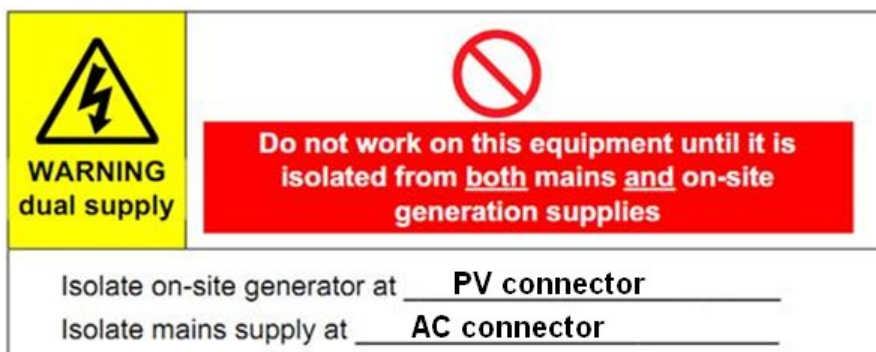 WARNING
dual supply
Do not work on this equipment until it is
isolated from both mains and on-site
generation supplies
Isolate on-site generator at PV connector
Isolate mains supply at AC connector